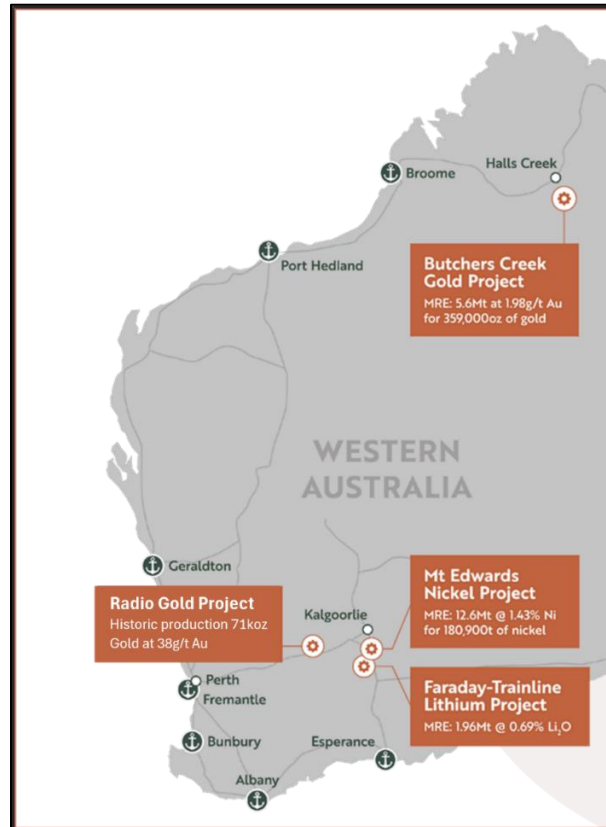 Broome
Halls Creek
Port Hedland
Butchers Creek
Gold Project
MRE: 5.6Mt at 1.98g/t Au
for 359,000oz of gold
WESTERN
AUSTRALIA
Geraldton
Radio Gold Project
Historic production 71koz
Gold at 38g/t Au
Kalgoorlie
Mt Edwards
Nickel Project
MRE: 12.6Mt @ 1.43% Ni
for 180,900t of nickel
Perth
Fremantle
Faraday-Trainline
Lithium Project
MRE: 1.96Mt @ 0.69% Li₂O
Bunbury
Esperance
Albany